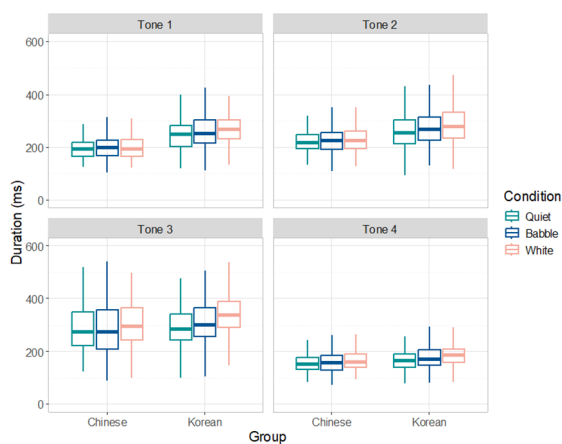 Tone 1
Tone 2
600
400
200
0
Tone 3
Tone 4
600
400
200
0
Chinese
Korean
Chinese
Korean
Duration (ms)
Group
Condition
Quiet
Babble
White